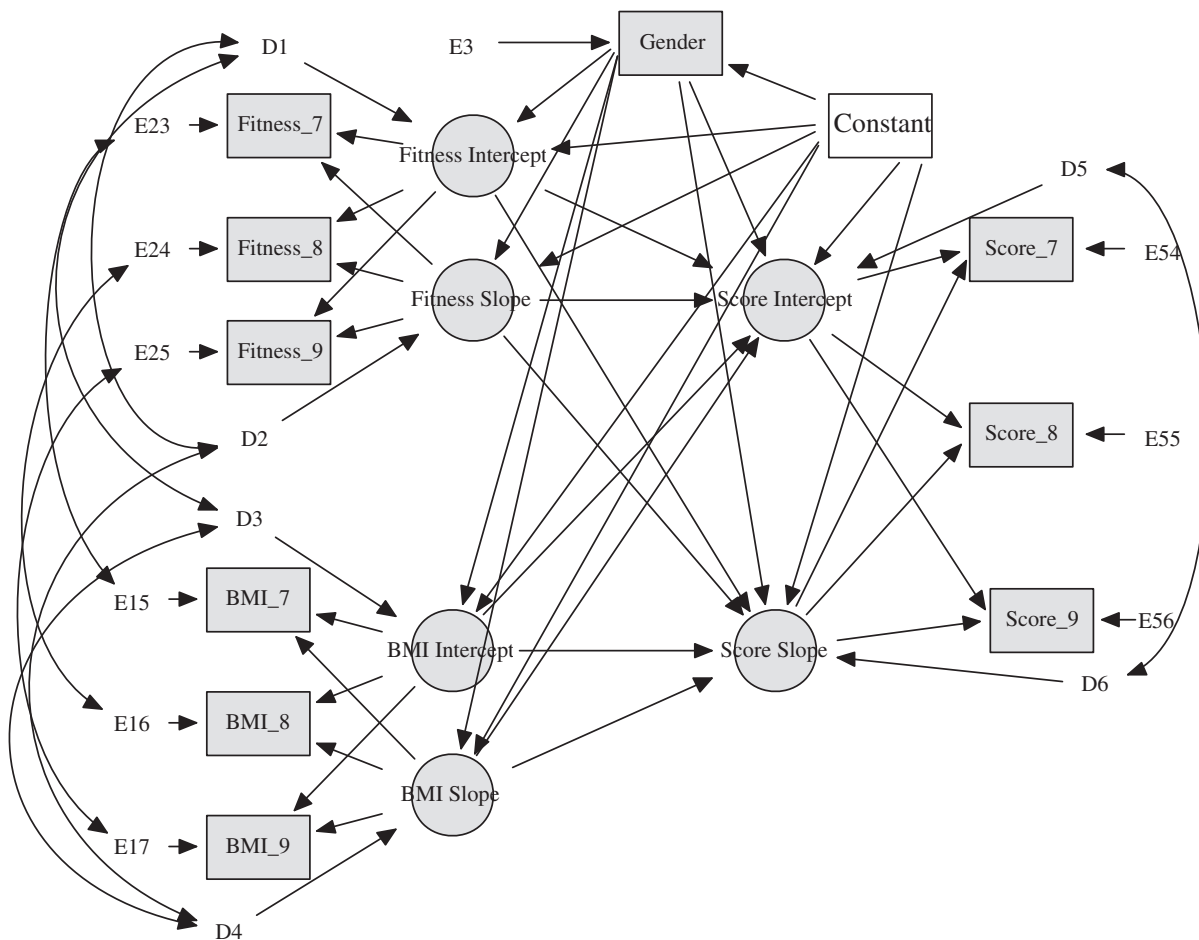 D1
E3
Gender
E23
Fitness_7
Constant
Fitness Intercept
D5
E24
Fitness_8
Score_7
E54
Fitness Slope
Score Intercept
E25
Fitness_9
D2
Score_8
E55
D3
E15
BMI_7
Score_9
E56
BMI Intercept
Score Slope
D6
E16
BMI_8
BMI Slope
E17
BMI_9
D4